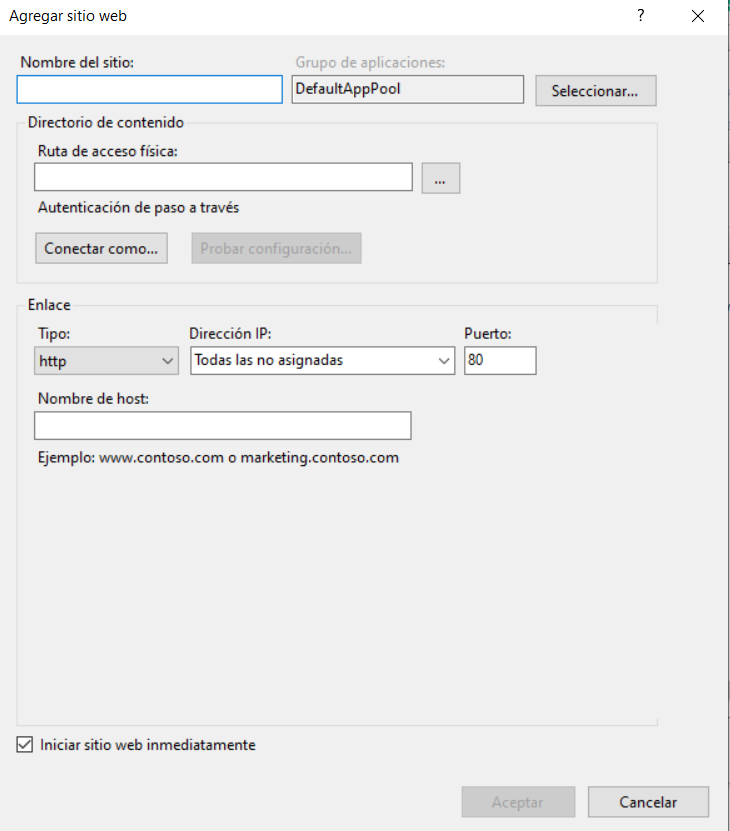 Agregar sitio web
?
Nombre del sitio:
Grupo de aplicaciones:
DefaultAppPool
Seleccionar...
Directorio de contenido
Ruta de acceso física:
...
Autenticación de paso a través
Conectar como...
Probar configuración...
Enlace
Tipo:
Dirección IP:
Puerto:
http
Todas las no asignadas
80
Nombre de host:
Ejemplo: www.contoso.com o marketing.contoso.com
Iniciar sitio web inmediatamente
Aceptar
Cancelar